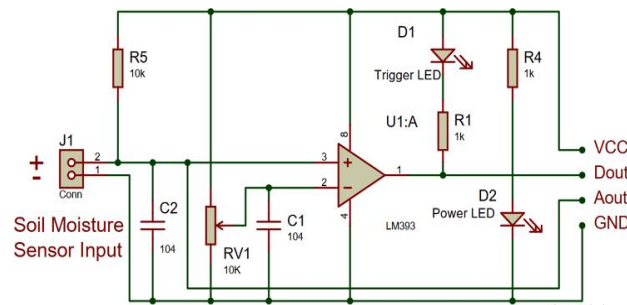 D1
R5
10k
Trigger LED
R4
1k
U1:A
R1
1k
J1
2
1
Conn
8
3
2
1
4
LM393
VCC
Dout
Aout
GND
C2
104
RV1
10K
C1
104
D2
Power LED
Soil Moisture
Sensor Input